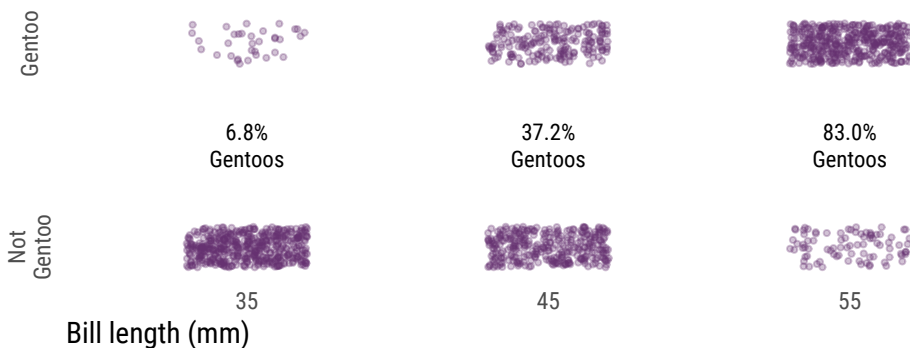 Gentoo
6.8%
Gentoos
37.2%
Gentoos
83.0%
Gentoos
Not
Gentoo
35
45
55
Bill length (mm)